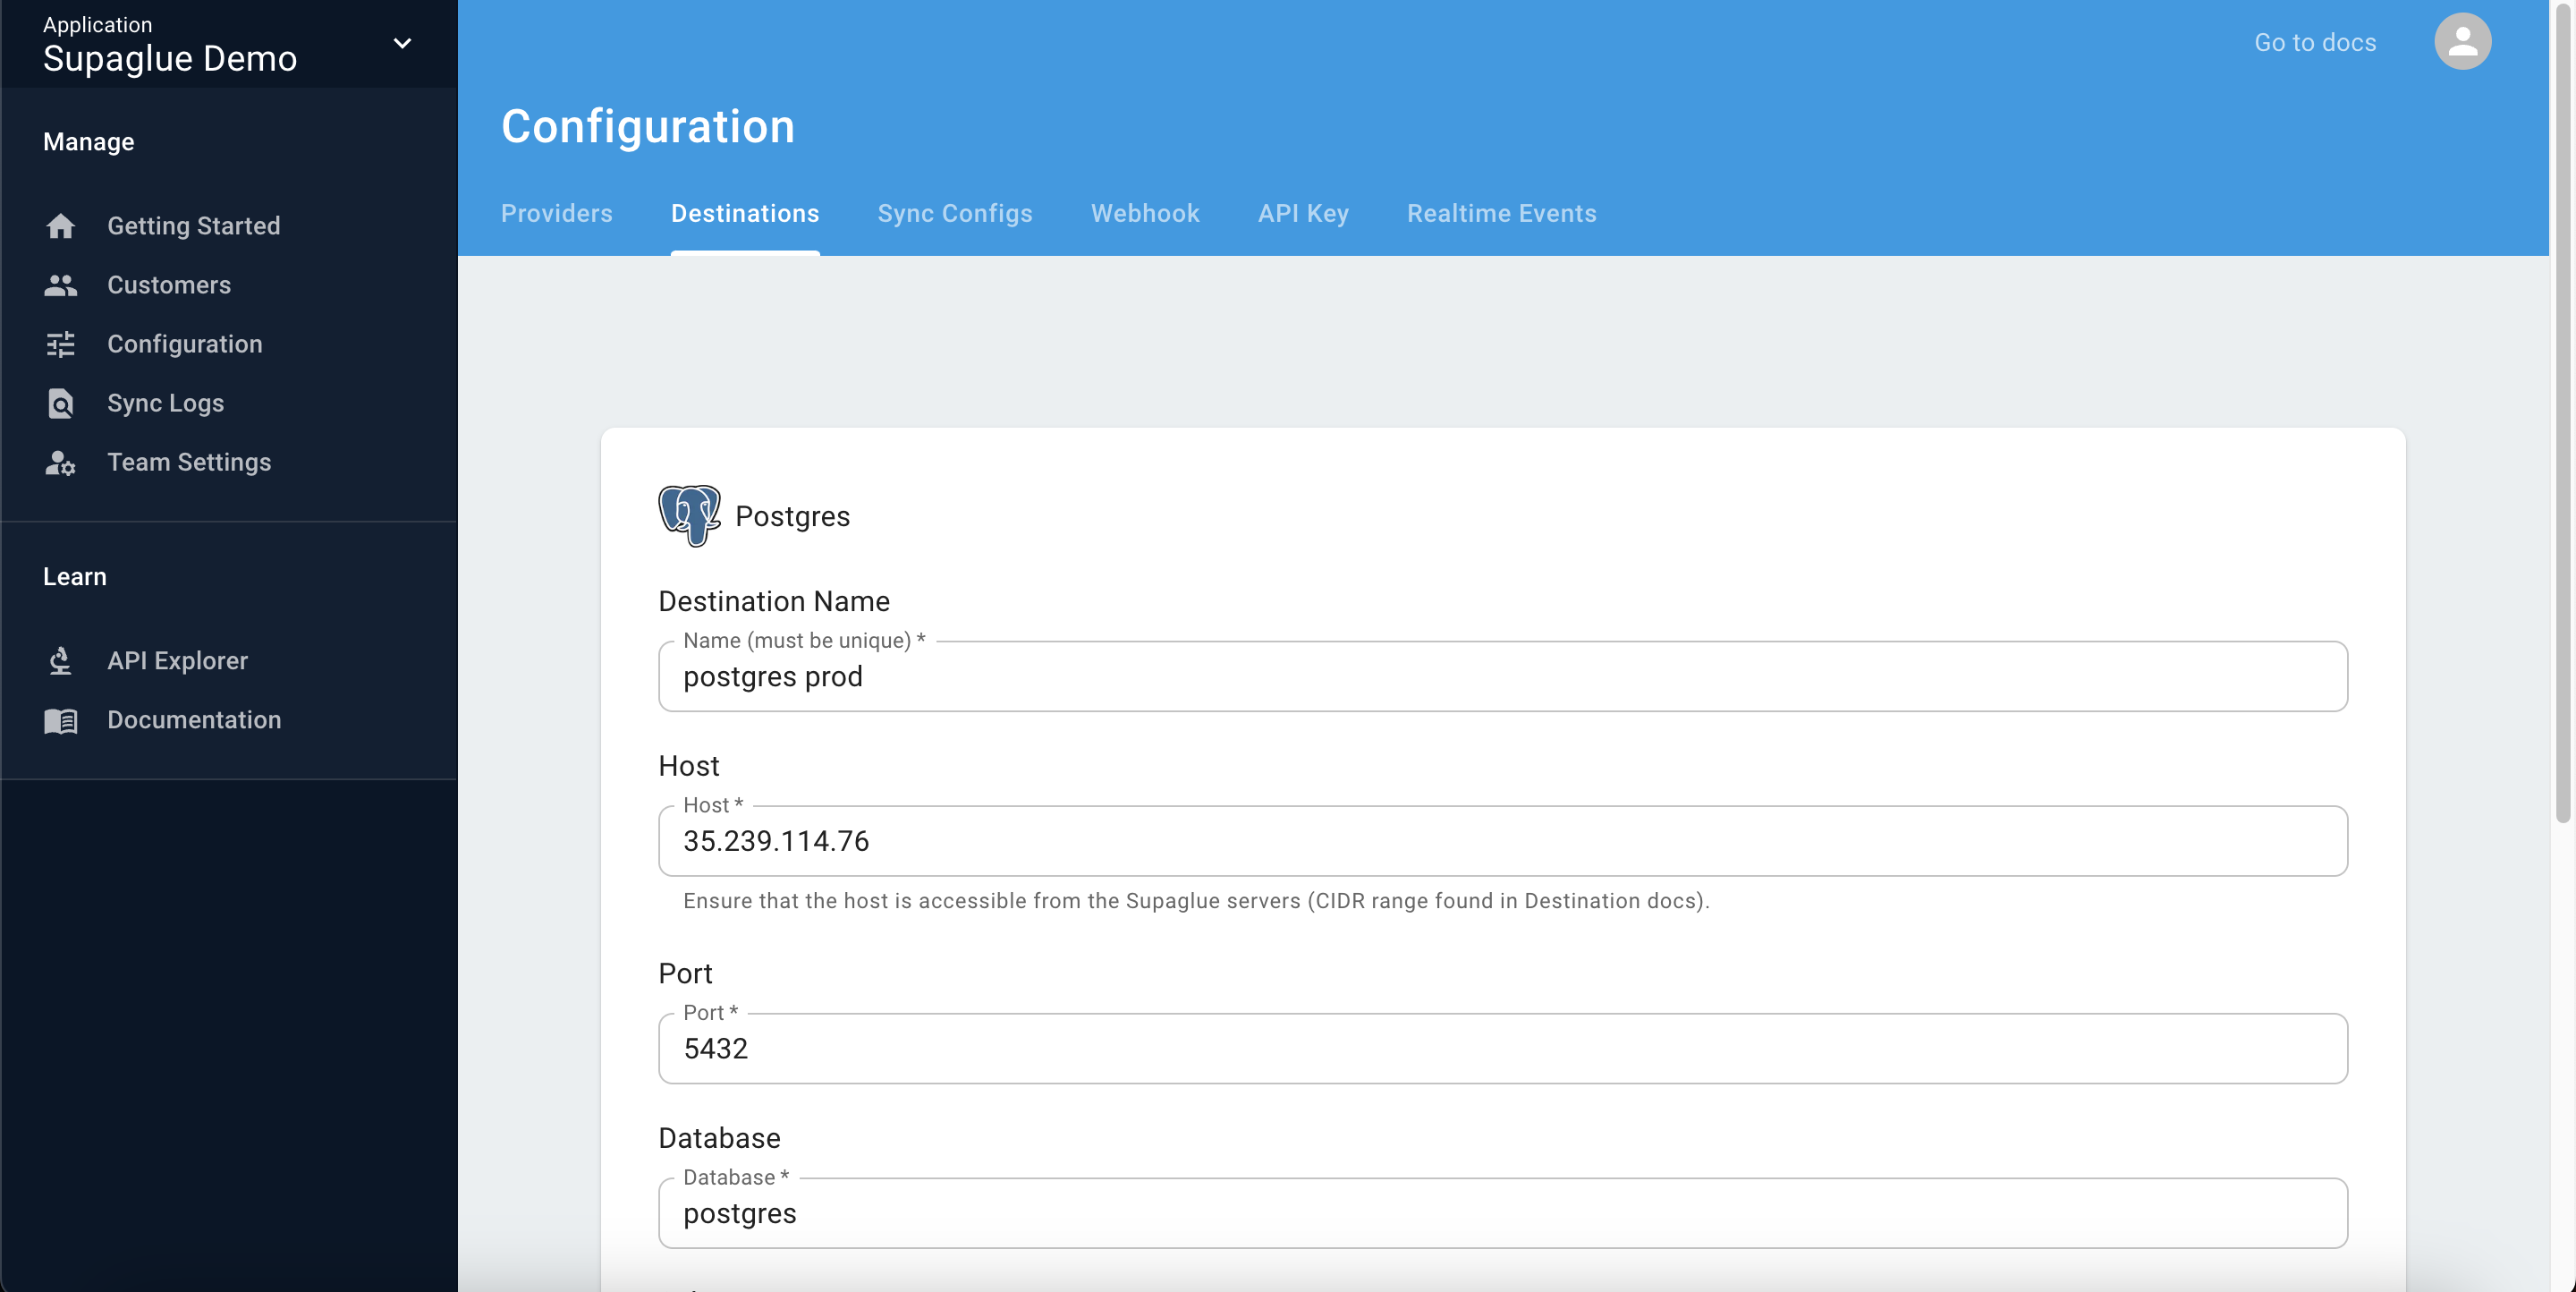 Application
Supaglue Demo
Manage
Getting Started
Customers
Configuration
Sync Logs
Team Settings
Learn
API Explorer
Documentation
Go to docs
Configuration
Providers Destinations Sync Configs Webhook API Key Realtime Events
Postgres
Destination Name
Name (must be unique) *
postgres prod
Host
Host *
35.239.114.76
Ensure that the host is accessible from the Supaglue servers (CIDR range found in Destination docs).
Port
Port *
5432
Database
Database *
postgres